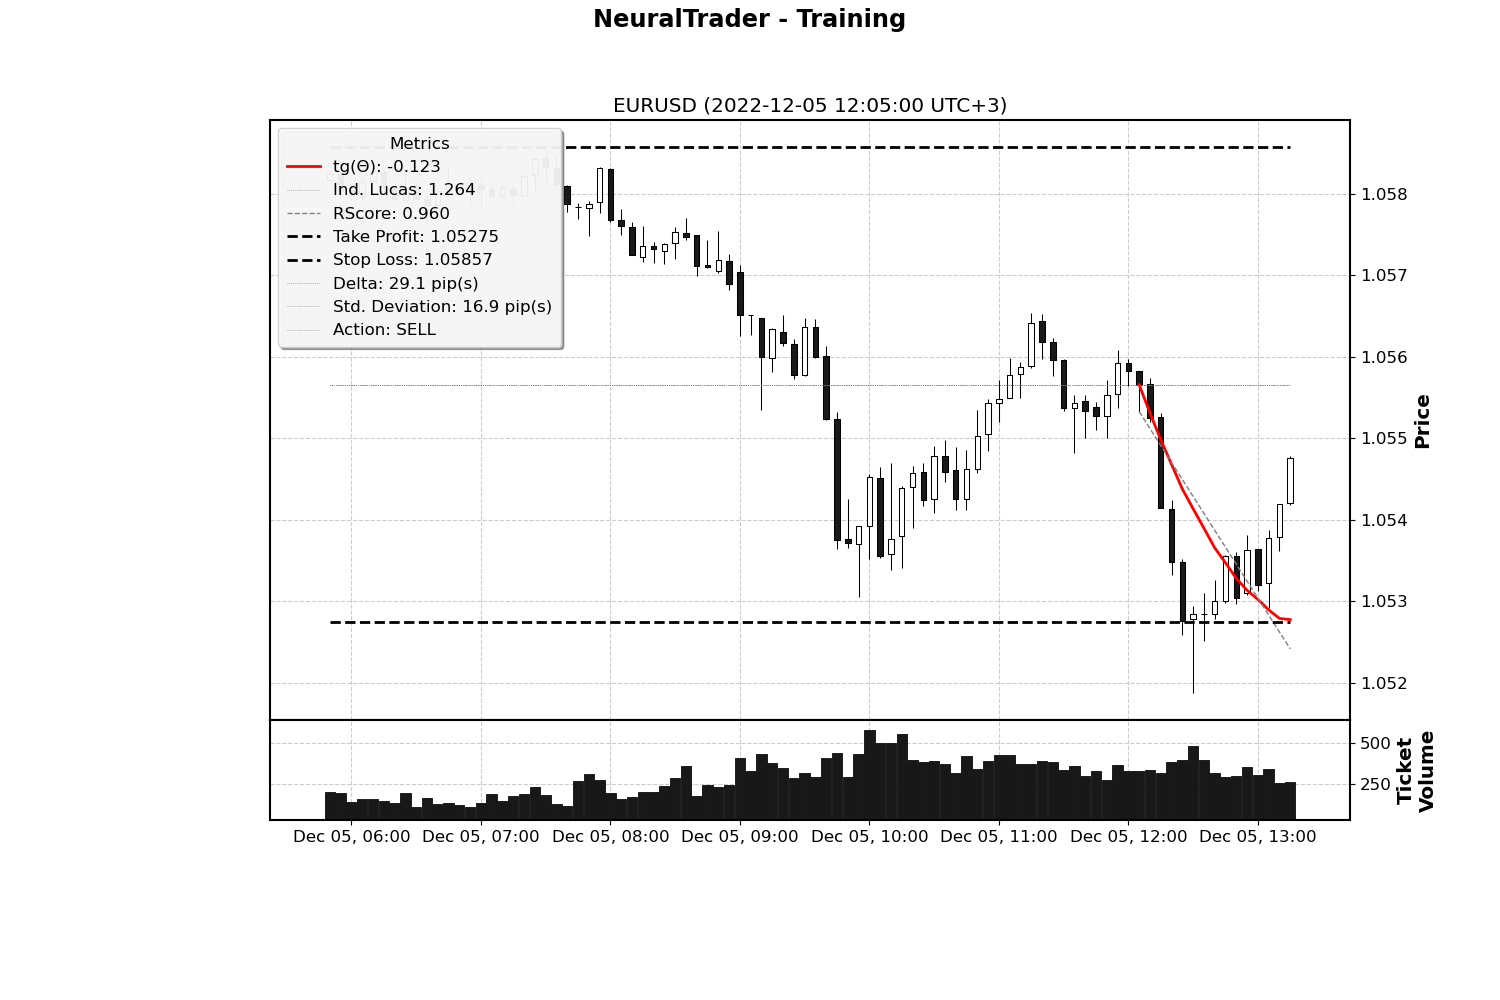 NeuralTrader - Training
EURUSD (2022-12-05 12:05:00 UTC+3)
Metrics
tg(Θ): -0.123
Ind. Lucas: 1.264
RScore: 0.960
Take Profit: 1.05275
Stop Loss: 1.05857
Delta: 29.1 pip(s)
Std. Deviation: 16.9 pip(s)
Action: SELL
1.058
1.057
1.056
1.055
1.054
1.053
1.052
Price
500
250
Ticket
Volume
Dec 05, 06:00 Dec 05, 07:00 Dec 05, 08:00 Dec 05, 09:00 Dec 05, 10:00 Dec 05, 11:00 Dec 05, 12:00 Dec 05, 13:00